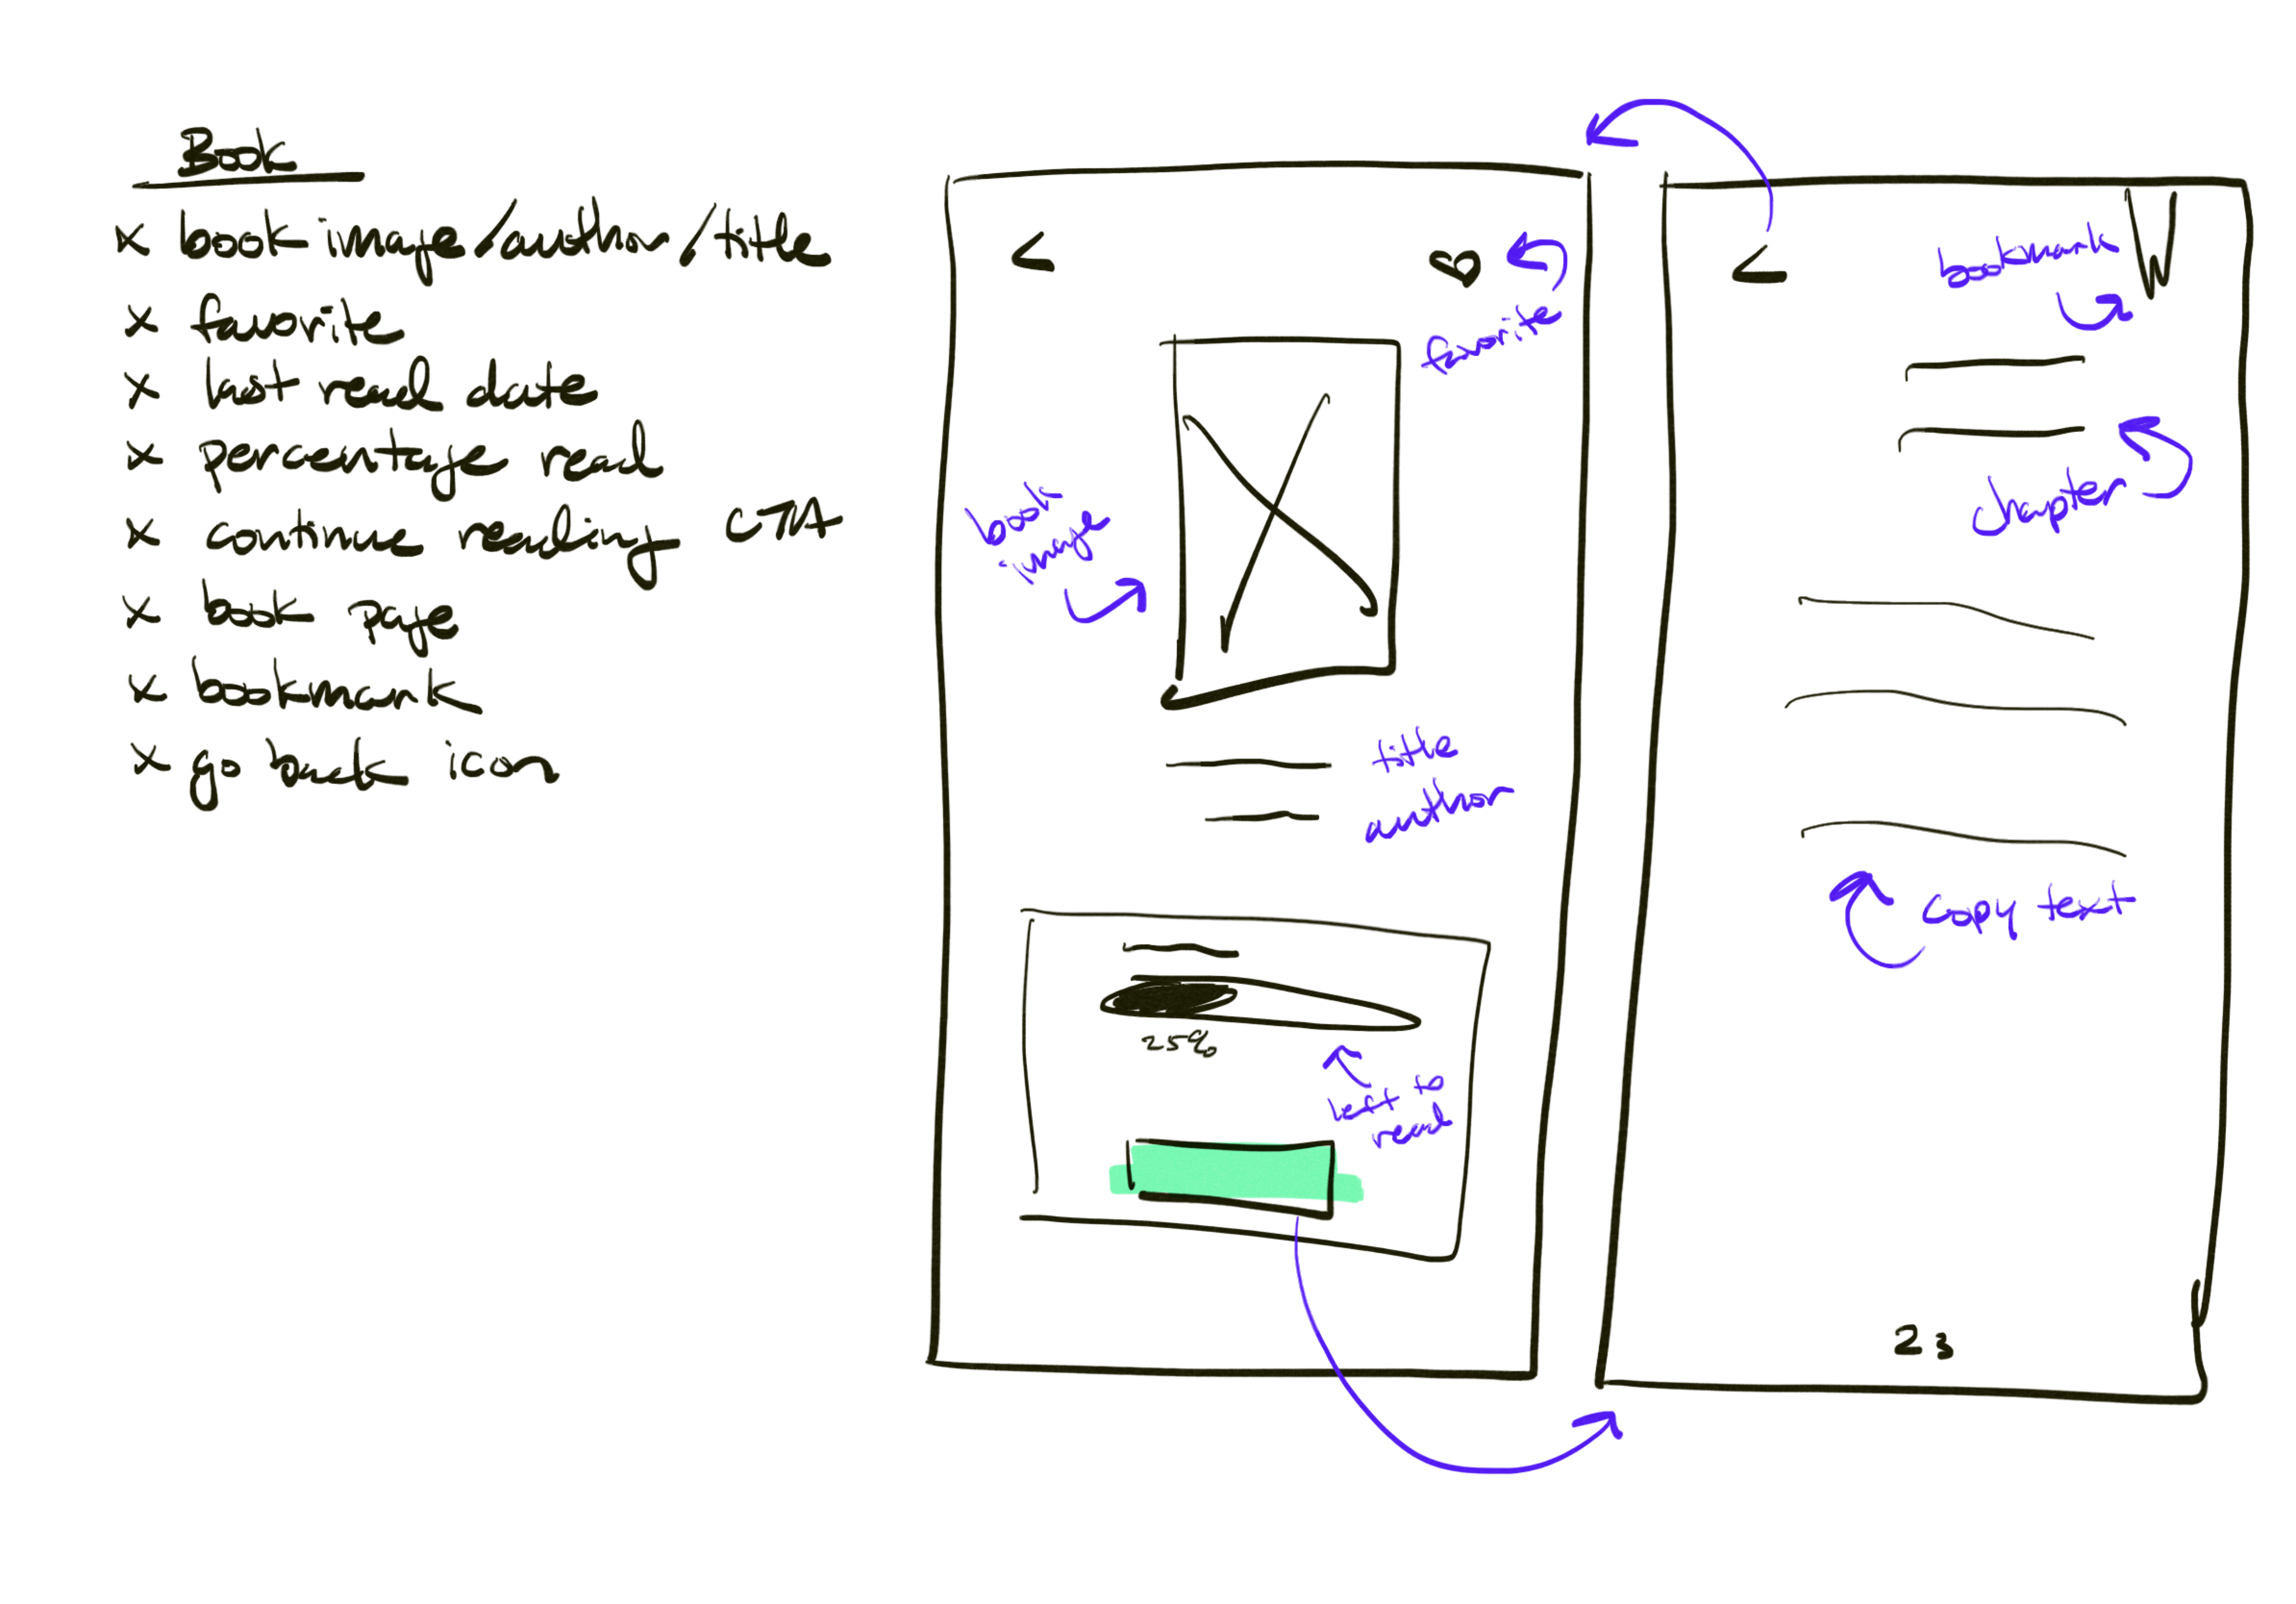 Book
x book image/author/title
x favorite
x last read date
x percentage read
x continue reading CTA
x book page
x bookmark
x go back icon
<
favorite
book
image
title
author
25%
left to
read
<
bookmark
chapter
copy text
23